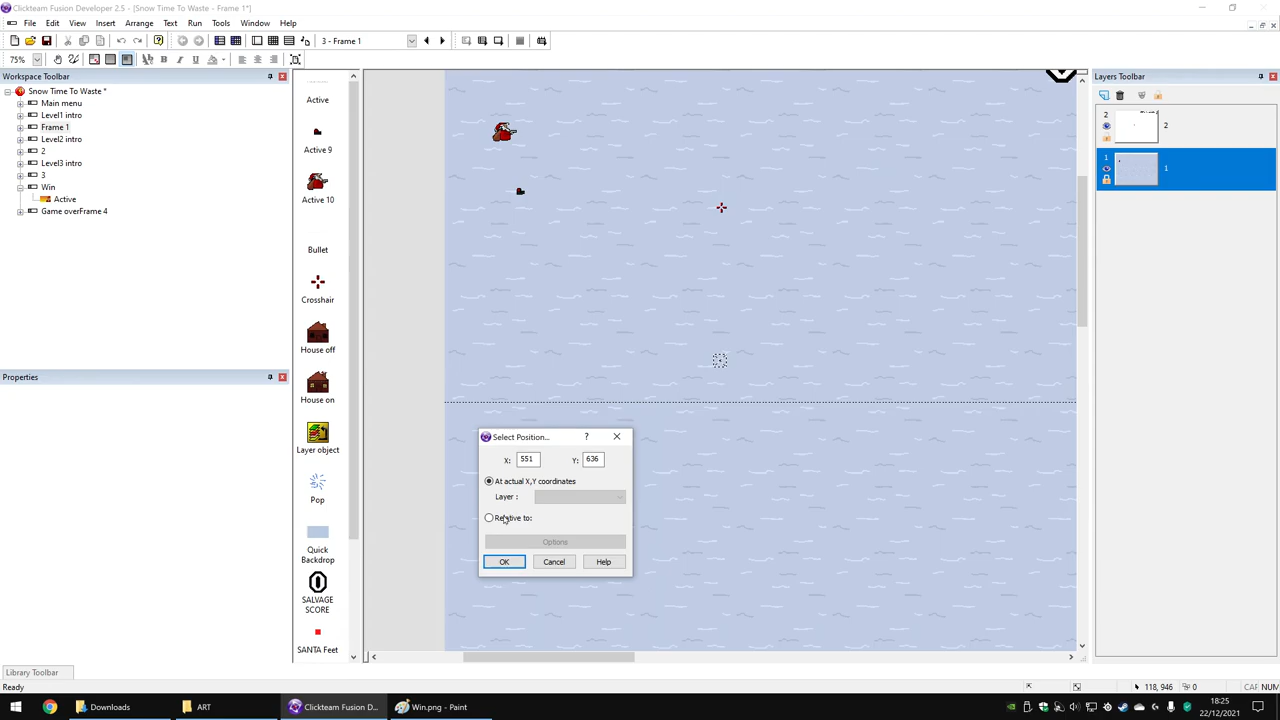 Clickteam Fusion Developer 2.5 - [Snow Time To Waste - Frame 1*]
File Edit View Insert Arrange Text Run Tools Window Help
3 - Frame 1
75%
Workspace Toolbar
Snow Time To Waste *
Main menu
Level1 intro
Frame 1
Level2 intro
2
Level3 intro
3
Win
Active
Game overFrame 4
Properties
Library Toolbar
Ready
Active
Active 9
Active 10
Bullet
Crosshair
House off
House on
Layer object
Pop
Quick
Backdrop
SALVAGE
SCORE
SANTA Feet
Select Position...
X: 551 Y: 636
At actual X,Y coordinates
Layer :
Relative to:
Options
OK Cancel Help
Layers Toolbar
2 2
1 1
118, 946 0 CAP NUM
Downloads ART Clickteam Fusion D... Win.png - Paint
18:25
22/12/2021